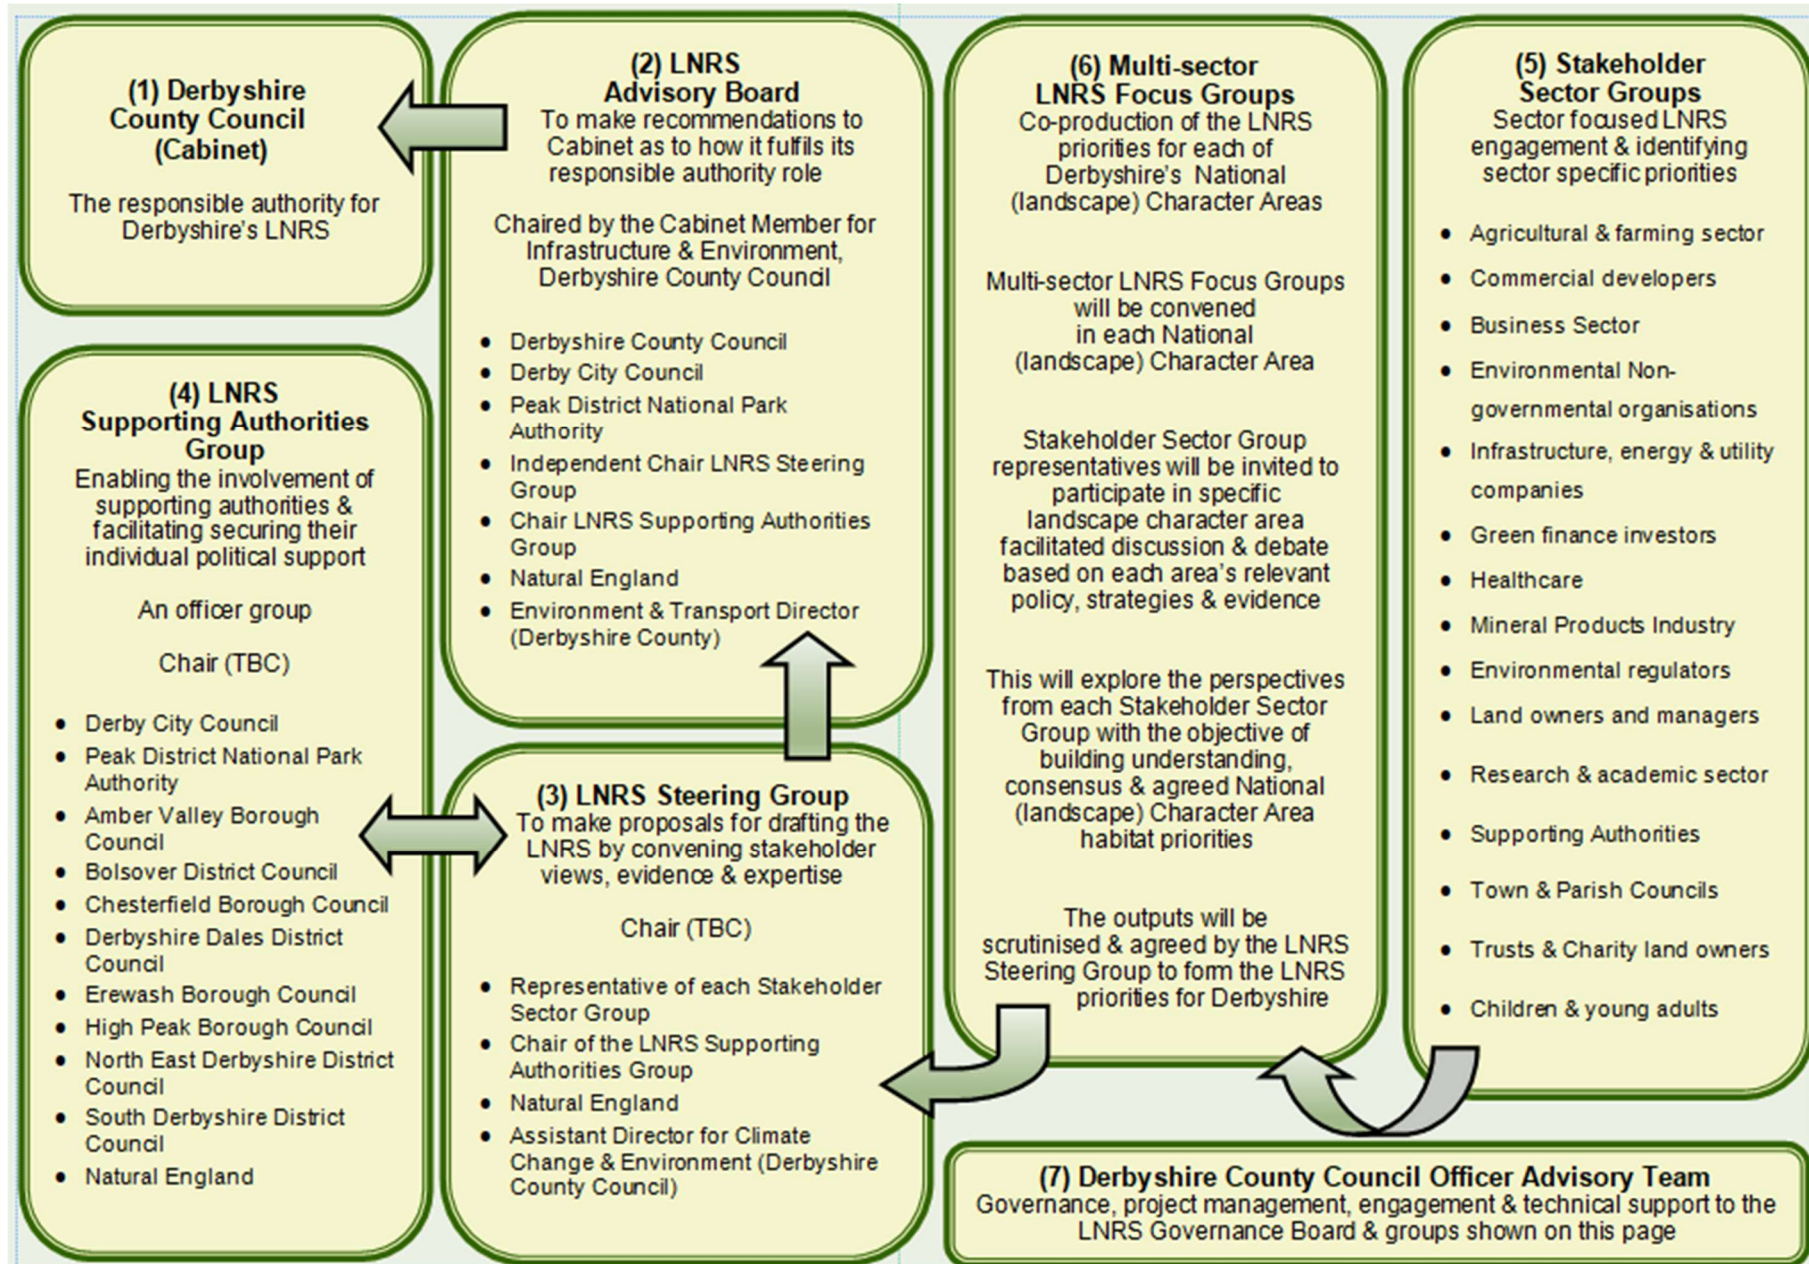 (1) Derbyshire
County Council
(Cabinet)
The responsible authority for
Derbyshire's LNRS
(2) LNRS
Advisory Board
To make recommendations to
Cabinet as to how it fulfils its
responsible authority role
Chaired by the Cabinet Member for
Infrastructure & Environment,
Derbyshire County Council
● Derbyshire County Council
● Derby City Council
● Peak District National Park
Authority
● Independent Chair LNRS Steering
Group
● Chair LNRS Supporting Authorities
Group
● Natural England
● Environment & Transport Director
(Derbyshire County)
(3) LNRS Steering Group
To make proposals for drafting the
LNRS by convening stakeholder
views, evidence & expertise
Chair (TBC)
● Representative of each Stakeholder
Sector Group
● Chair of the LNRS Supporting
Authorities Group
● Natural England
● Assistant Director for Climate
Change & Environment (Derbyshire
County Council)
(4) LNRS
Supporting Authorities
Group
Enabling the involvement of
supporting authorities &
facilitating securing their
individual political support
An officer group
Chair (TBC)
● Derby City Council
● Peak District National Park
Authority
● Amber Valley Borough
Council
● Bolsover District Council
● Chesterfield Borough Council
● Derbyshire Dales District
Council
● Erewash Borough Council
● High Peak Borough Council
● North East Derbyshire District
Council
● South Derbyshire District
Council
● Natural England
(5) Stakeholder
Sector Groups
Sector focused LNRS
engagement & identifying
sector specific priorities
● Agricultural & farming sector
● Commercial developers
● Business Sector
● Environmental Non-
governmental organisations
● Infrastructure, energy & utility
companies
● Green finance investors
● Healthcare
● Mineral Products Industry
● Environmental regulators
● Land owners and managers
● Research & academic sector
● Supporting Authorities
● Town & Parish Councils
● Trusts & Charity land owners
● Children & young adults
(6) Multi-sector
LNRS Focus Groups
Co-production of the LNRS
priorities for each of
Derbyshire's National
(landscape) Character Areas
Multi-sector LNRS Focus Groups
will be convened
in each National
(landscape) Character Area
Stakeholder Sector Group
representatives will be invited to
participate in specific
landscape character area
facilitated discussion & debate
based on each area's relevant
policy, strategies & evidence
This will explore the perspectives
from each Stakeholder Sector
Group with the objective of
building understanding,
consensus & agreed National
(landscape) Character Area
habitat priorities
The outputs will be
scrutinised & agreed by the LNRS
Steering Group to form the LNRS
priorities for Derbyshire
(7) Derbyshire County Council Officer Advisory Team
Governance, project management, engagement & technical support to the
LNRS Governance Board & groups shown on this page